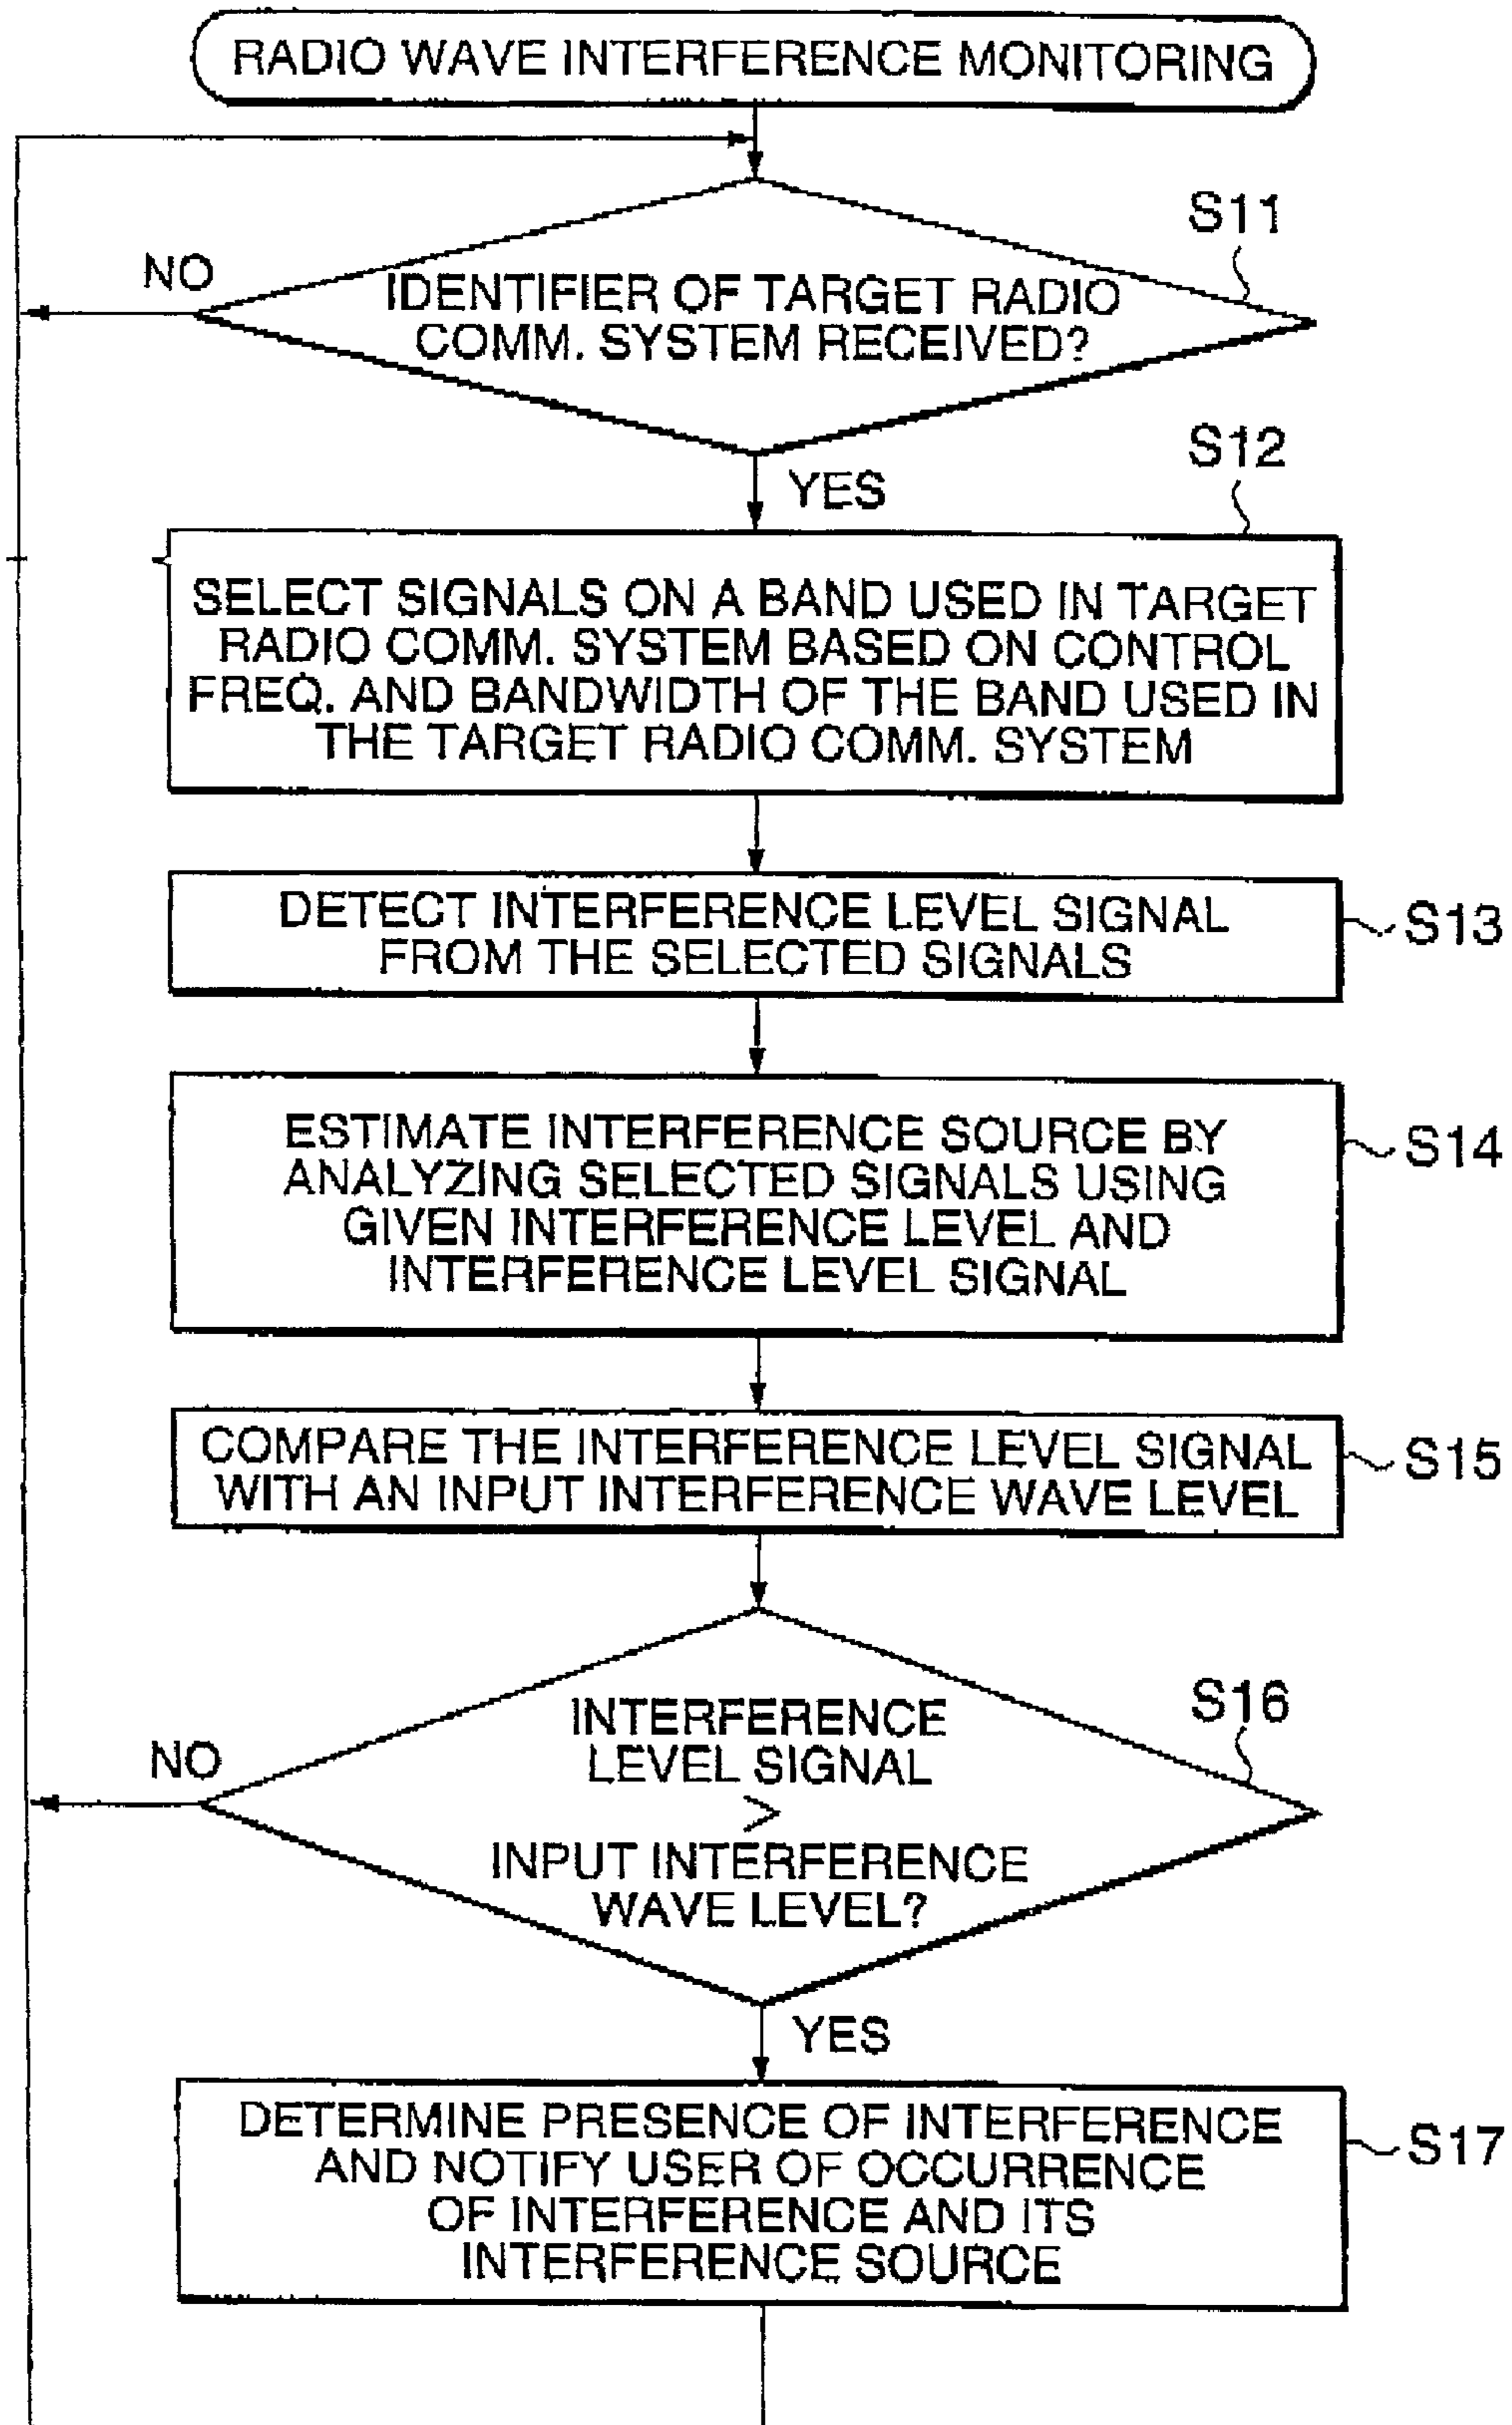 RADIO WAVE INTERFERENCE MONITORING
S11
NO
IDENTIFIER OF TARGET RADIO
COMM. SYSTEM RECEIVED?
S12
YES
SELECT SIGNALS ON A BAND USED IN TARGET
RADIO COMM. SYSTEM BASED ON CONTROL
FREQ. AND BANDWIDTH OF THE BAND USED IN
THE TARGET RADIO COMM. SYSTEM
DETECT INTERFERENCE LEVEL SIGNAL
FROM THE SELECTED SIGNALS
S13
ESTIMATE INTERFERENCE SOURCE BY
ANALYZING SELECTED SIGNALS USING
GIVEN INTERFERENCE LEVEL AND
INTERFERENCE LEVEL SIGNAL
S14
COMPARE THE INTERFERENCE LEVEL SIGNAL
WITH AN INPUT INTERFERENCE WAVE LEVEL
S15
S16
NO
INTERFERENCE
LEVEL SIGNAL
>
INPUT INTERFERENCE
WAVE LEVEL?
YES
DETERMINE PRESENCE OF INTERFERENCE
AND NOTIFY USER OF OCCURRENCE
OF INTERFERENCE AND ITS
INTERFERENCE SOURCE
S17